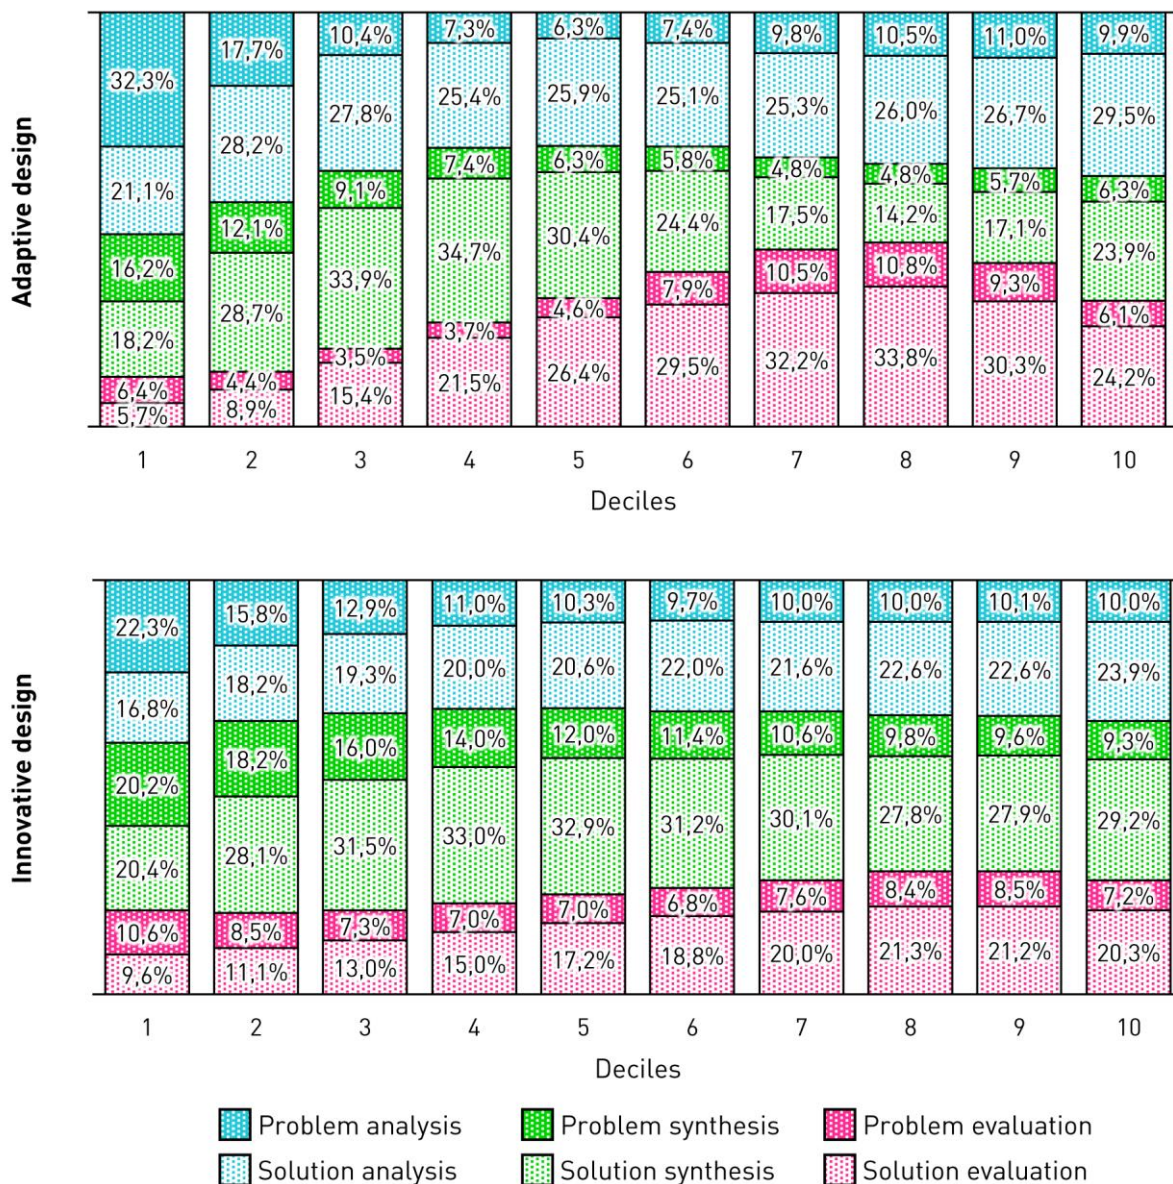 Adaptive design
32,3% 17,7% 10,4% 7,3% 6,3% 7,4% 9,8% 10,5% 11,0% 9,9%
21,1% 28,2% 27,8% 25,4% 25,9% 25,1% 25,3% 26,0% 26,7% 29,5%
16,2% 12,1% 9,1% 7,4% 6,3% 5,8% 4,8% 4,8% 5,7% 6,3%
18,2% 28,7% 33,9% 34,7% 30,4% 24,4% 17,5% 14,2% 17,1% 23,9%
6,4% 4,4% 3,5% 3,7% 4,6% 7,9% 10,5% 10,8% 9,3% 6,1%
5,7% 8,9% 15,4% 21,5% 26,4% 29,5% 32,2% 33,8% 30,3% 24,2%
1 2 3 4 5 6 7 8 9 10
Deciles
Innovative design
22,3% 15,8% 12,9% 11,0% 10,3% 9,7% 10,0% 10,0% 10,1% 10,0%
16,8% 18,2% 19,3% 20,0% 20,6% 22,0% 21,6% 22,6% 22,6% 23,9%
20,2% 18,2% 16,0% 14,0% 12,0% 11,4% 10,6% 9,8% 9,6% 9,3%
20,4% 28,1% 31,5% 33,0% 32,9% 31,2% 30,1% 27,8% 27,9% 29,2%
10,6% 8,5% 7,3% 7,0% 7,0% 6,8% 7,6% 8,4% 8,5% 7,2%
9,6% 11,1% 13,0% 15,0% 17,2% 18,8% 20,0% 21,3% 21,2% 20,3%
1 2 3 4 5 6 7 8 9 10
Deciles
Problem analysis Problem synthesis Problem evaluation
Solution analysis Solution synthesis Solution evaluation